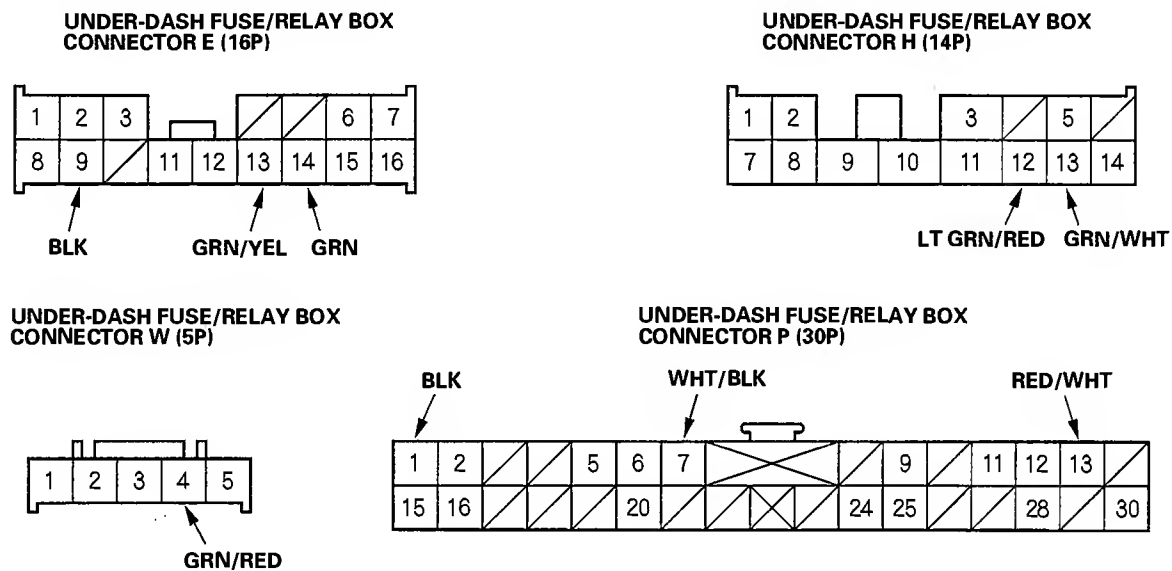 UNDER-DASH FUSE/RELAY BOX
CONNECTOR E (16P)
1 2 3 6 7
8 9 11 12 13 14 15 16
BLK GRN/YEL GRN
UNDER-DASH FUSE/RELAY BOX
CONNECTOR H (14P)
1 2 3 5
7 8 9 10 11 12 13 14
LT GRN/RED GRN/WHT
UNDER-DASH FUSE/RELAY BOX
CONNECTOR W (5P)
1 2 3 4 5
GRN/RED
UNDER-DASH FUSE/RELAY BOX
CONNECTOR P (30P)
BLK WHT/BLK RED/WHT
1 2 5 6 7 9 11 12 13
15 16 20 24 25 28 30